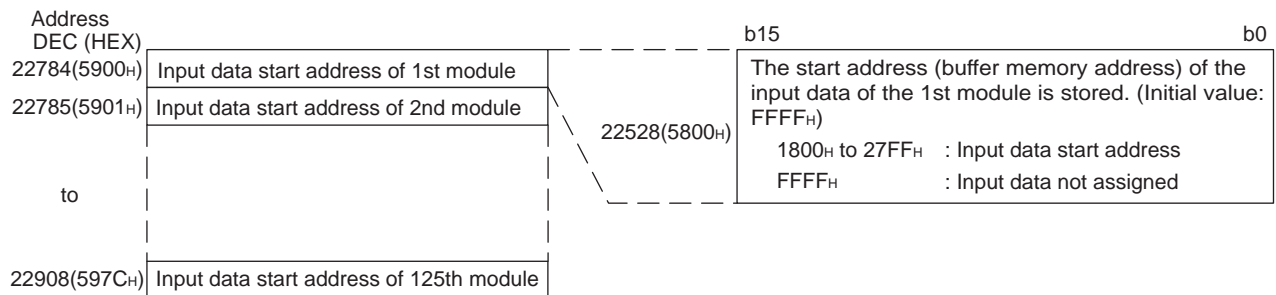 Address
DEC (HEX)
22784(5900H) Input data start address of 1st module
22785(5901H) Input data start address of 2nd module
to
22908(597CH) Input data start address of 125th module
b15 b0
22528(5800H)
The start address (buffer memory address) of the
input data of the 1st module is stored. (Initial value:
FFFFH)
1800H to 27FFH : Input data start address
FFFFH : Input data not assigned